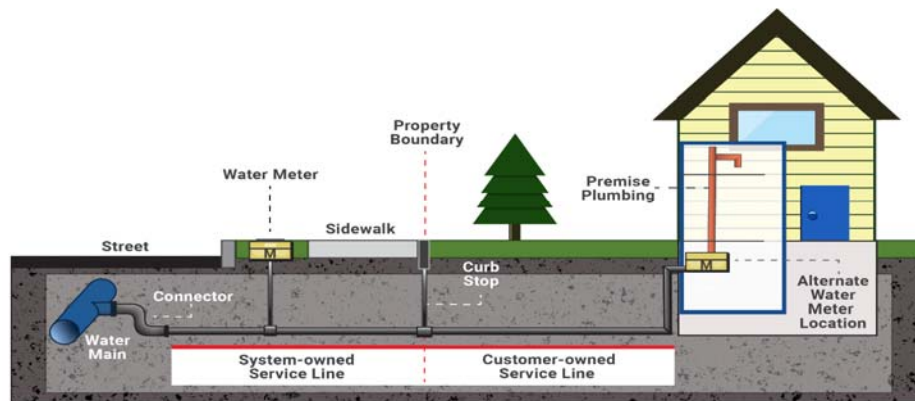 Property
Boundary
Water Meter
Premise
Plumbing
Sidewalk
Street
M
Curb
Stop
M
Connector
Alternate
Water
Meter
Location
Water
Main
System-owned
Service Line
Customer-owned
Service Line